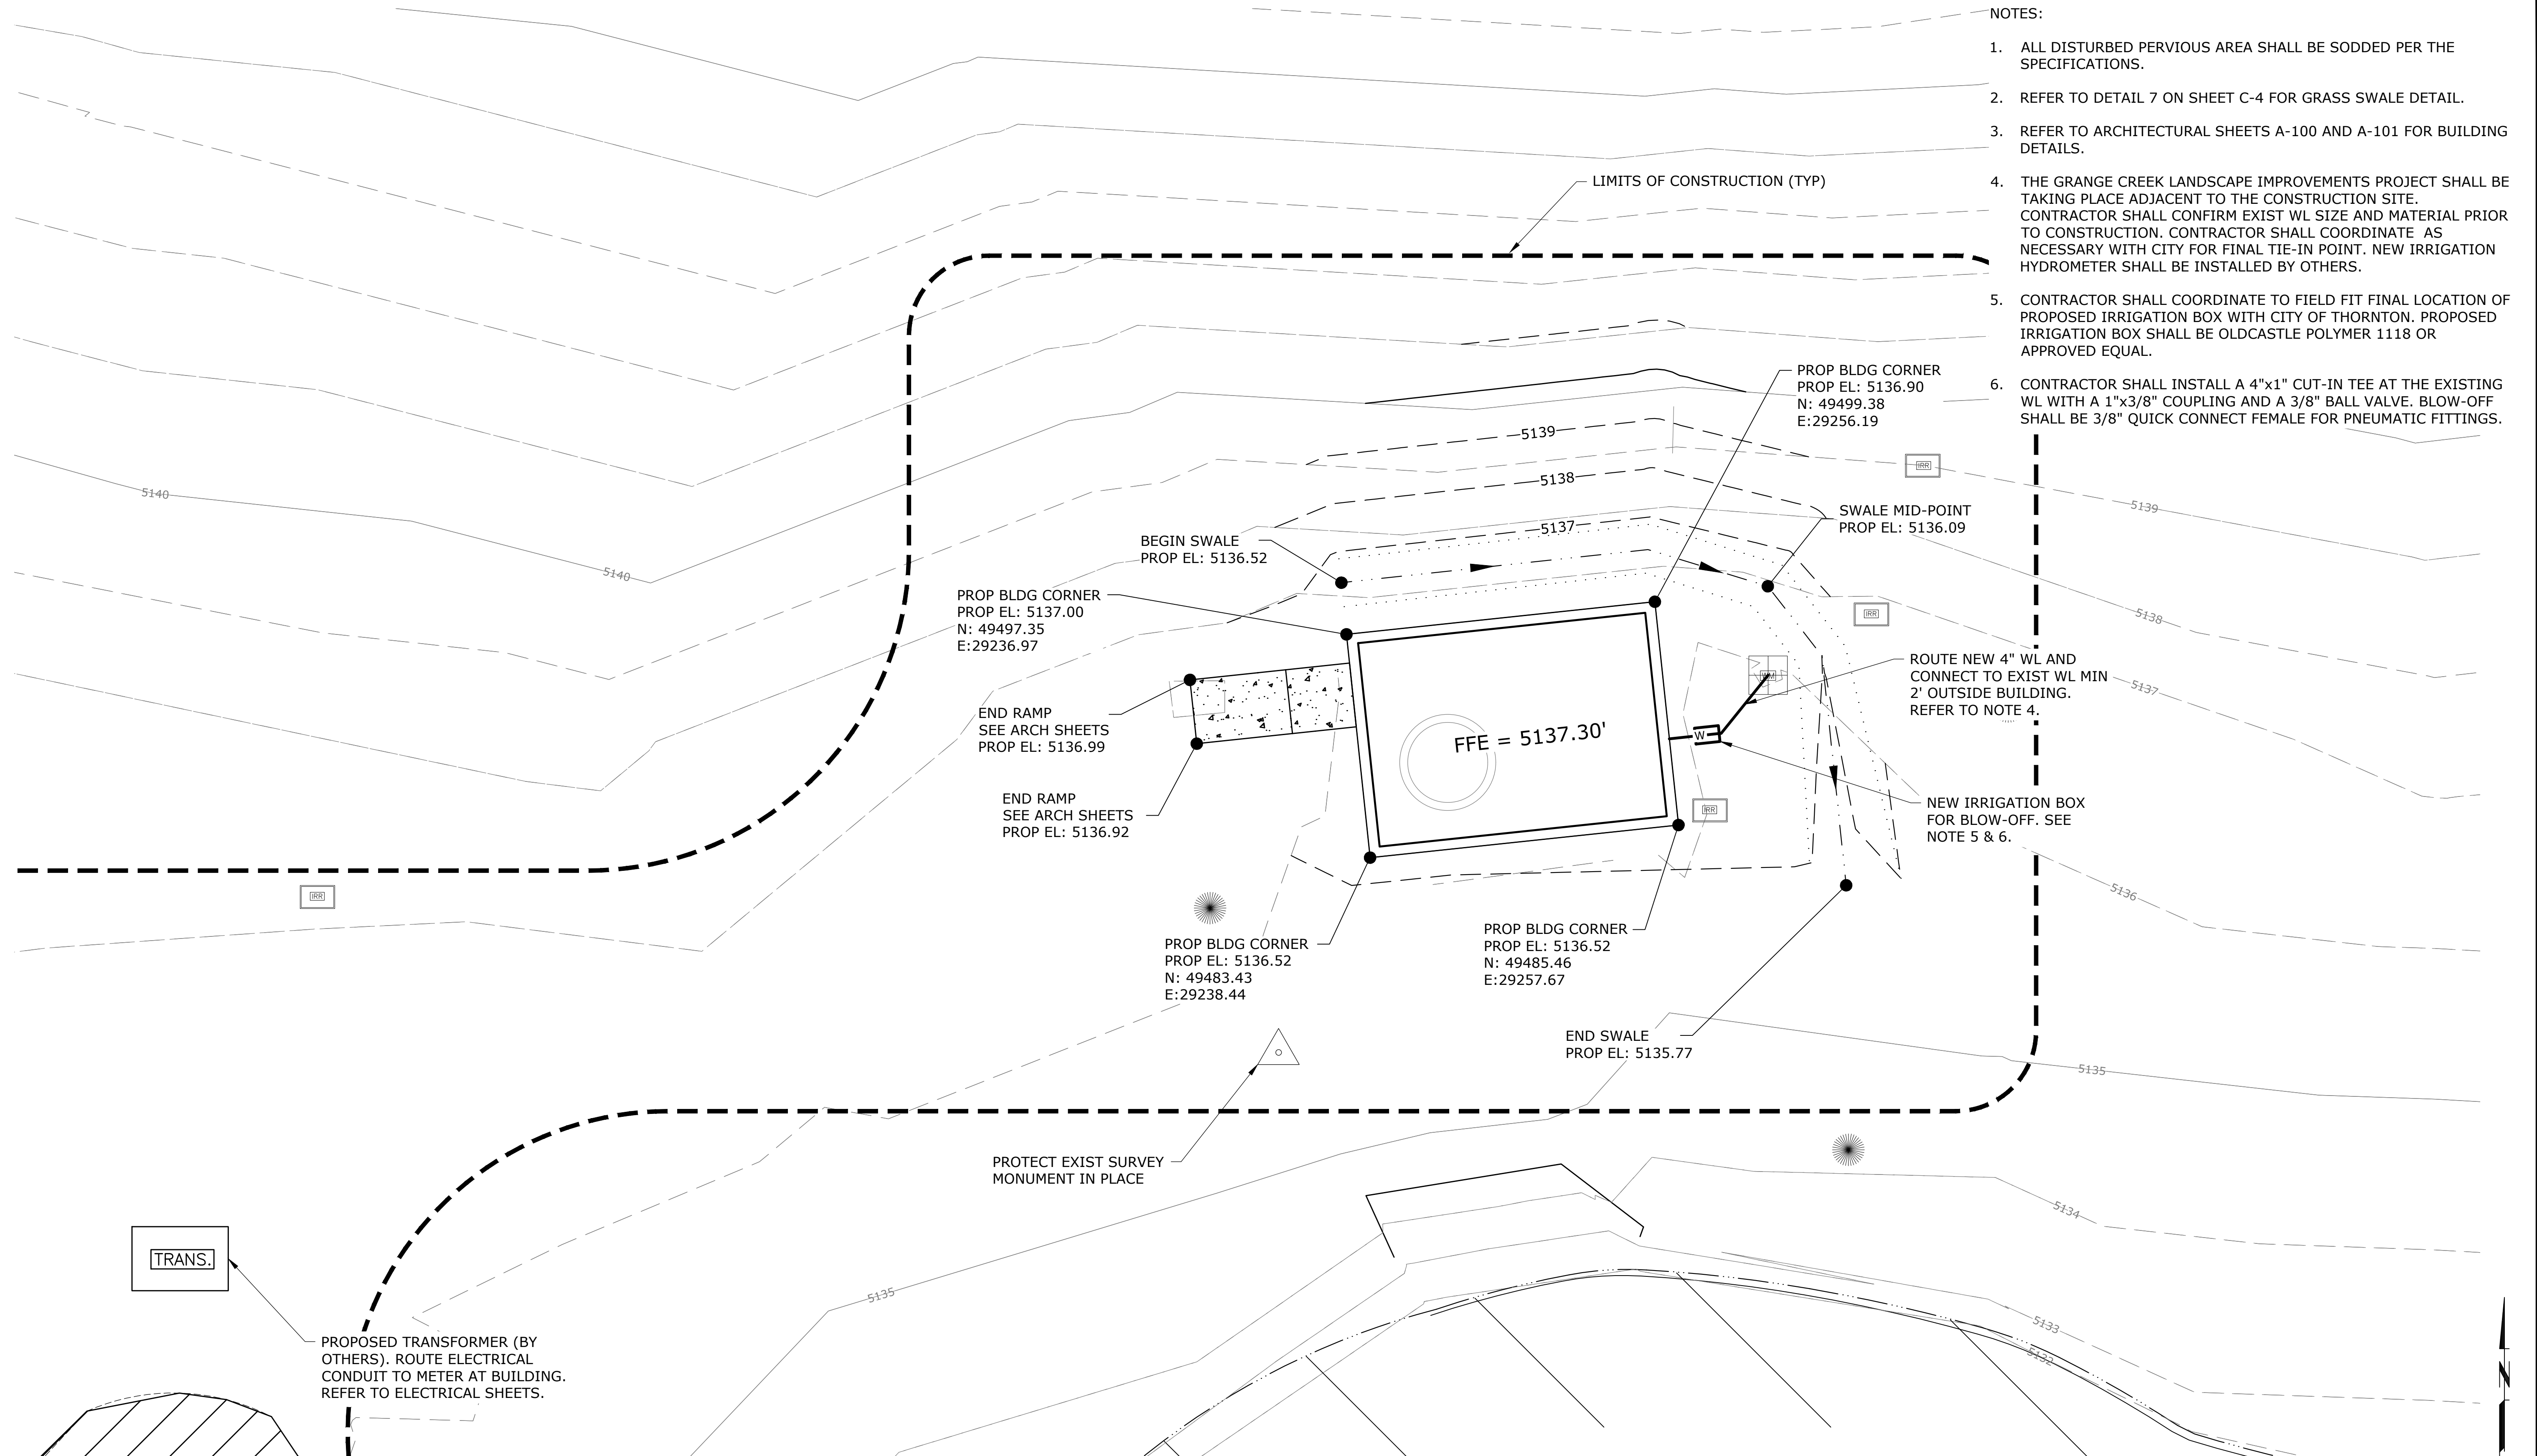 NOTES:
1. ALL DISTURBED PERVIOUS AREA SHALL BE SODDED PER THE
SPECIFICATIONS.
2. REFER TO DETAIL 7 ON SHEET C-4 FOR GRASS SWALE DETAIL.
3. REFER TO ARCHITECTURAL SHEETS A-100 AND A-101 FOR BUILDING
DETAILS.
4. THE GRANGE CREEK LANDSCAPE IMPROVEMENTS PROJECT SHALL BE
TAKING PLACE ADJACENT TO THE CONSTRUCTION SITE.
CONTRACTOR SHALL CONFIRM EXIST WL SIZE AND MATERIAL PRIOR
TO CONSTRUCTION. CONTRACTOR SHALL COORDINATE AS
NECESSARY WITH CITY FOR FINAL TIE-IN POINT. NEW IRRIGATION
HYDROMETER SHALL BE INSTALLED BY OTHERS.
5. CONTRACTOR SHALL COORDINATE TO FIELD FIT FINAL LOCATION OF
PROPOSED IRRIGATION BOX WITH CITY OF THORNTON. PROPOSED
IRRIGATION BOX SHALL BE OLDCASTLE POLYMER 1118 OR
APPROVED EQUAL.
6. CONTRACTOR SHALL INSTALL A 4"x1" CUT-IN TEE AT THE EXISTING
WL WITH A 1"x3/8" COUPLING AND A 3/8" BALL VALVE. BLOW-OFF
SHALL BE 3/8" QUICK CONNECT FEMALE FOR PNEUMATIC FITTINGS.
LIMITS OF CONSTRUCTION (TYP)
PROP BLDG CORNER
PROP EL: 5136.90
N: 49499.38
E:29256.19
5139
5138
5137
IRR
5140
5139
SWALE MID-POINT
PROP EL: 5136.09
BEGIN SWALE
PROP EL: 5136.52
5140
PROP BLDG CORNER
PROP EL: 5137.00
N: 49497.35
E:29236.97
IRR
5138
ROUTE NEW 4" WL AND
CONNECT TO EXIST WL MIN
2' OUTSIDE BUILDING.
REFER TO NOTE 4.
WM
5137
END RAMP
SEE ARCH SHEETS
PROP EL: 5136.99
FFE = 5137.30'
W
END RAMP
SEE ARCH SHEETS
PROP EL: 5136.92
IRR
NEW IRRIGATION BOX
FOR BLOW-OFF. SEE
NOTE 5 & 6.
IRR
5136
PROP BLDG CORNER
PROP EL: 5136.52
N: 49483.43
E:29238.44
PROP BLDG CORNER
PROP EL: 5136.52
N: 49485.46
E:29257.67
END SWALE
PROP EL: 5135.77
5135
PROTECT EXIST SURVEY
MONUMENT IN PLACE
5134
TRANS.
5135
5133
5132
PROPOSED TRANSFORMER (BY
OTHERS). ROUTE ELECTRICAL
CONDUIT TO METER AT BUILDING.
REFER TO ELECTRICAL SHEETS.
N